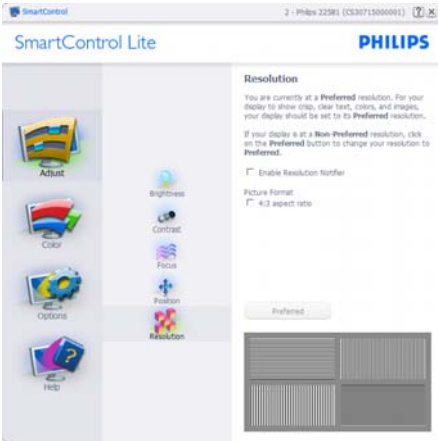 SmartControl
2 - Philips 225B1 (CS30715000001)
SmartControl Lite
PHILIPS
Adjust
Color
Options
Help
Brightness
Contrast
Focus
Position
Resolution
Resolution
You are currently at a Preferred resolution. For your
display to show crisp, clear text, colors, and images,
your display should be set to its Preferred resolution.
If your display is at a Non-Preferred resolution, click
on the Preferred button to change your resolution to
Preferred.
Enable Resolution Notifier
Picture Format
4:3 aspect ratio
Preferred